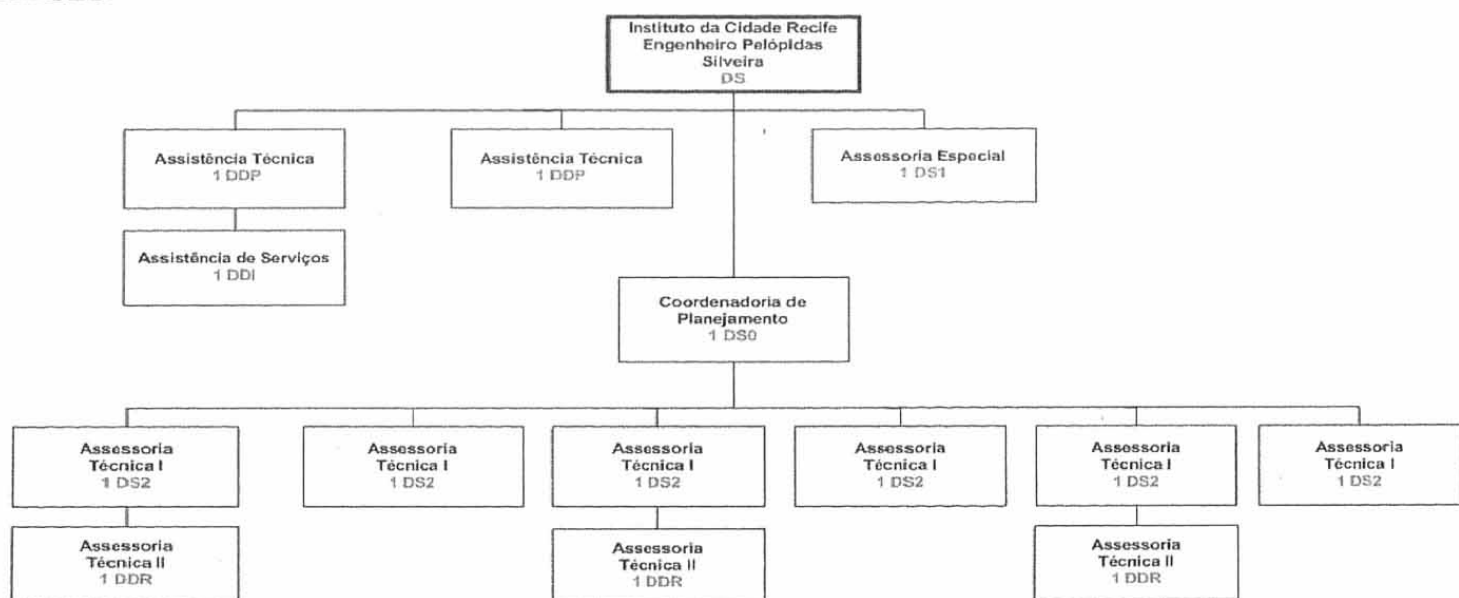 Instituto da Cidade Recife
Engenheiro Pelópidas
Silveira
DS
Assistência Técnica
1 DDP
Assistência Técnica
1 DDP
Assessoria Especial
1 DS1
Assistência de Serviços
1 DDI
Coordenadoria de
Planejamento
1 DS0
Assessoria
Técnica I
1 DS2
Assessoria
Técnica I
1 DS2
Assessoria
Técnica I
1 DS2
Assessoria
Técnica I
1 DS2
Assessoria
Técnica I
1 DS2
Assessoria
Técnica I
1 DS2
Assessoria
Técnica II
1 DDR
Assessoria
Técnica II
1 DDR
Assessoria
Técnica II
1 DDR